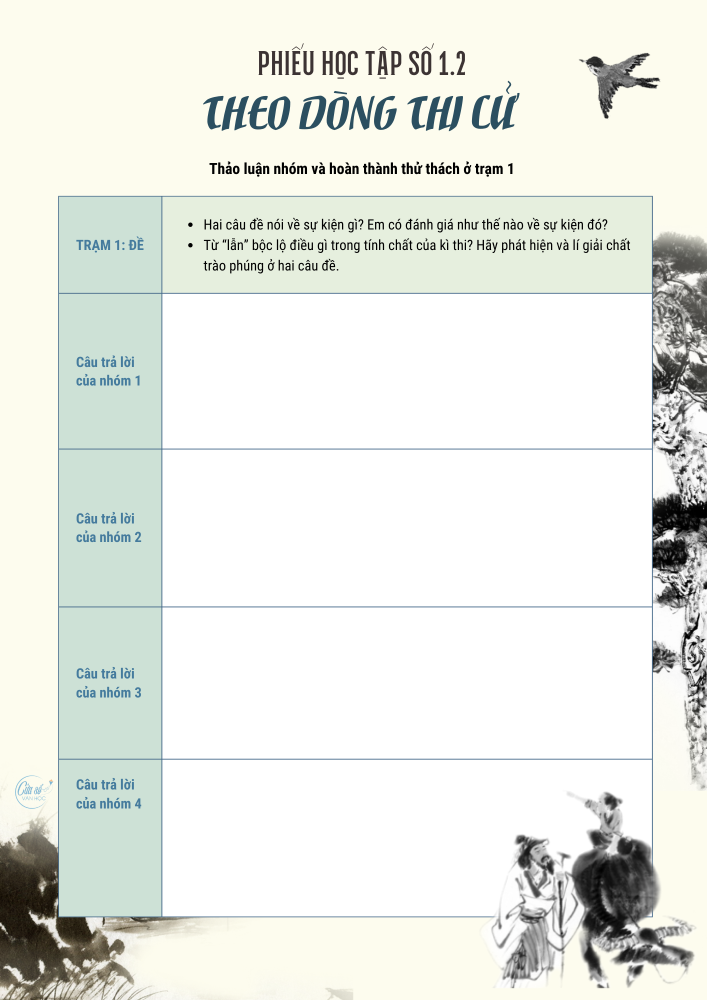 PHIẾU HỌC TẬP SỐ 1.2
THEO DÒNG THI CỬ
Thảo luận nhóm và hoàn thành thử thách ở trạm 1
TRẠM 1: ĐỀ
• Hai câu đề nói về sự kiện gì? Em có đánh giá như thế nào về sự kiện đó?
• Từ “lẫn” bộc lộ điều gì trong tính chất của kì thi? Hãy phát hiện và lí giải chất
trào phúng ở hai câu đề.
Câu trả lời
của nhóm 1
Câu trả lời
của nhóm 2
Câu trả lời
của nhóm 3
Câu trả lời
của nhóm 4
Cửa sổ
VĂN HỌC